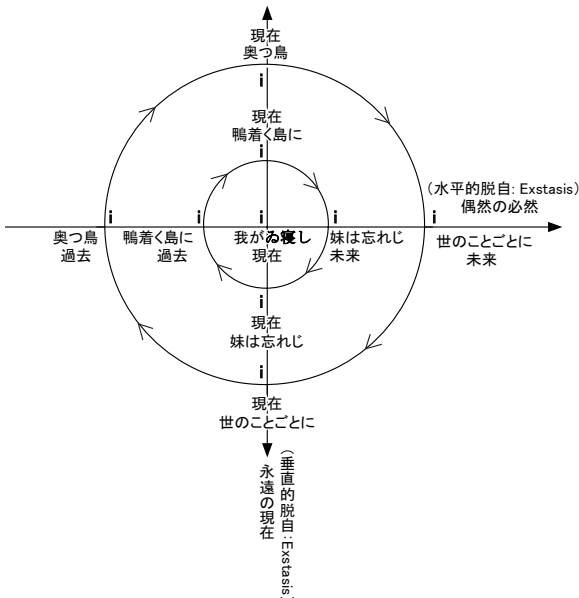 現在
奥つ鳥
i
現在
鴨着く島に
i
(水平的脱自: Exstasis)
偶然の必然
i
i
i
i
i
奥つ鳥
過去
鴨着く島に
過去
我がゐ寝し
現在
妹は忘れじ
未来
世のことごとに
未来
i
現在
妹は忘れじ
i
現在
世のことごとに
(垂直的脱自:Exstasis)
永遠の現在